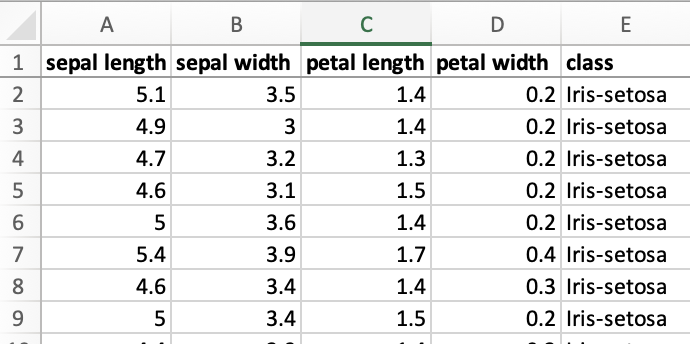 A B C D E
1 sepal length sepal width petal length petal width class
2 5.1 3.5 1.4 0.2 Iris-setosa
3 4.9 3 1.4 0.2 Iris-setosa
4 4.7 3.2 1.3 0.2 Iris-setosa
5 4.6 3.1 1.5 0.2 Iris-setosa
6 5 3.6 1.4 0.2 Iris-setosa
7 5.4 3.9 1.7 0.4 Iris-setosa
8 4.6 3.4 1.4 0.3 Iris-setosa
9 5 3.4 1.5 0.2 Iris-setosa